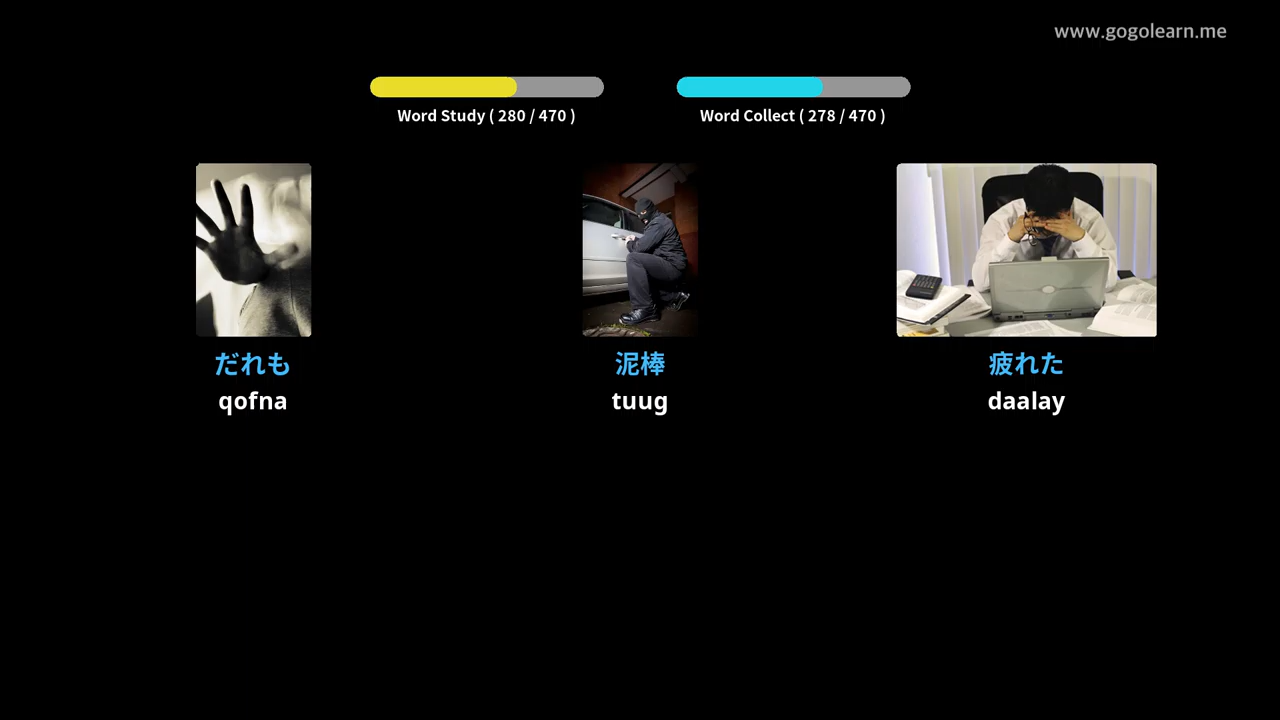 www.gogolearn.me
Word Study ( 280 / 470 )
Word Collect ( 278 / 470 )
だれも
泥棒
疲れた
qofna
tuug
daalay